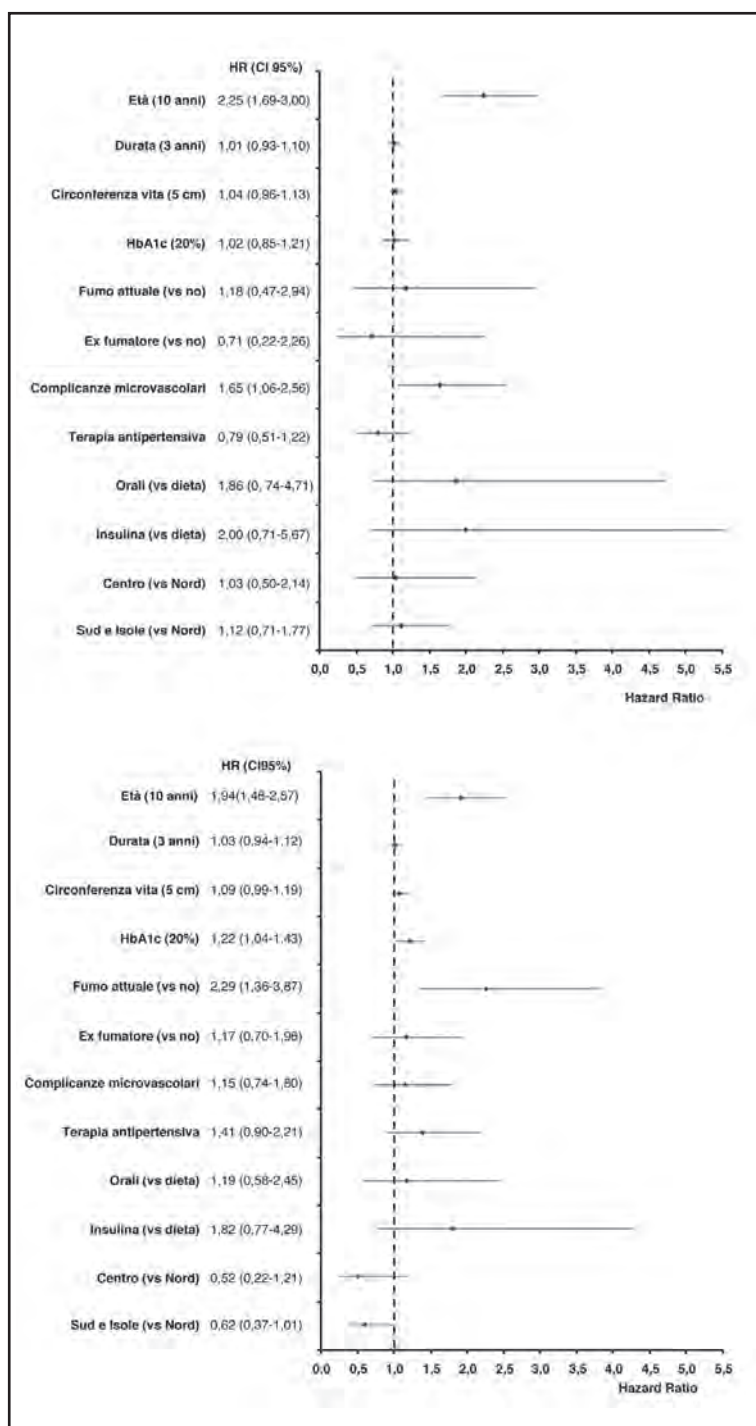 HR (CI 95%)
Età (10 anni) 2,25 (1,69-3,00)
Durata (3 anni) 1,01 (0,93-1,10)
Circonferenza vita (5 cm) 1,04 (0,96-1,13)
HbA1c (20%) 1,02 (0,85-1,21)
Fumo attuale (vs no) 1,18 (0,47-2,94)
Ex fumatore (vs no) 0,71 (0,22-2,26)
Complicanze microvascolari 1,65 (1,06-2,56)
Terapia antipertensiva 0,79 (0,51-1,22)
Orali (vs dieta) 1,86 (0, 74-4,71)
Insulina (vs dieta) 2,00 (0,71-5,67)
Centro (vs Nord) 1,03 (0,50-2,14)
Sud e Isole (vs Nord) 1,12 (0,71-1,77)
0,0 0,5 1,0 1,5 2,0 2,5 3,0 3,5 4,0 4,5 5,0 5,5
Hazard Ratio
HR (CI95%)
Età (10 anni) 1,94(1,46-2,57)
Durata (3 anni) 1,03 (0,94-1,12)
Circonferenza vita (5 cm) 1,09 (0,99-1,19)
HbA1c (20%) 1,22 (1,04-1,43)
Fumo attuale (vs no) 2,29 (1,36-3,87)
Ex fumatore (vs no) 1,17 (0,70-1,96)
Complicanze microvascolari 1,15 (0,74-1,80)
Terapia antipertensiva 1,41 (0,90-2,21)
Orali (vs dieta) 1,19 (0,58-2,45)
Insulina (vs dieta) 1,82 (0,77-4,29)
Centro (vs Nord) 0,52 (0,22-1,21)
Sud e Isole (vs Nord) 0,62 (0,37-1,01)
0,0 0,5 1,0 1,5 2,0 2,5 3,0 3,5 4,0 4,5 5,0 5,5
Hazard Ratio